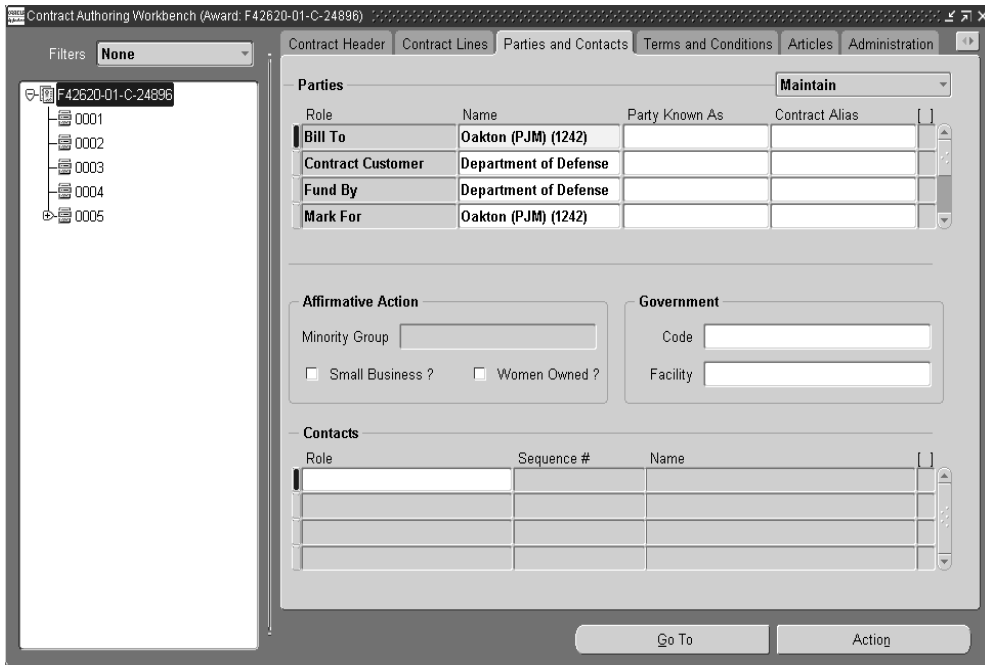 Contract Authoring Workbench (Award: F42620-01-C-24896)
Filters None
F42620-01-C-24896
0001
0002
0003
0004
0005
Contract Header Contract Lines Parties and Contacts Terms and Conditions Articles Administration
Parties Maintain
Role Name Party Known As Contract Alias [ ]
Bill To Oakton (PJM) (1242)
Contract Customer Department of Defense
Fund By Department of Defense
Mark For Oakton (PJM) (1242)
Affirmative Action Government
Minority Group Code
Small Business ? Women Owned ? Facility
Contacts
Role Sequence # Name [ ]
Go To Action